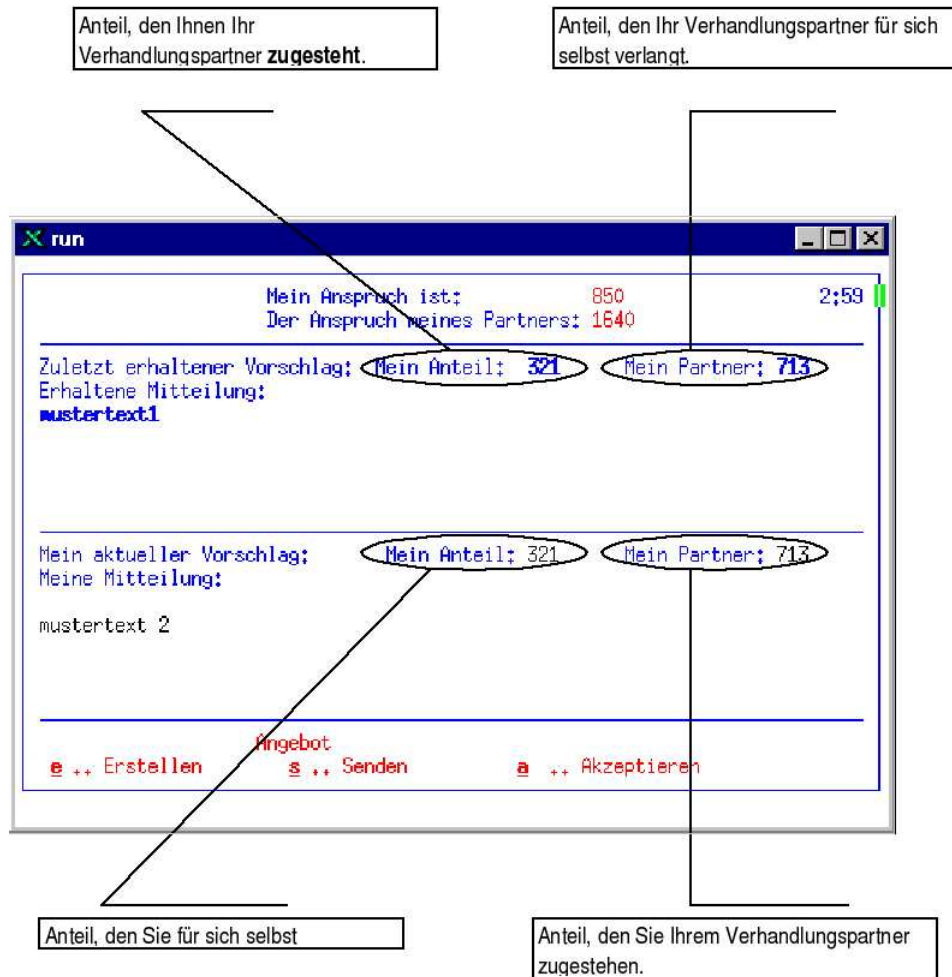 Anteil, den Ihnen Ihr
Verhandlungspartner zugesteht.
Anteil, den Ihr Verhandlungspartner für sich
selbst verlangt.
run
Mein Anspruch ist: 850 2:59
Der Anspruch meines Partners: 1640
Zuletzt erhaltener Vorschlag: Mein Anteil: 321 Mein Partner: 713
Erhaltene Mitteilung:
mustertext1
Mein aktueller Vorschlag: Mein Anteil: 321 Mein Partner: 713
Meine Mitteilung:
mustertext 2
Angebot
e .. Erstellen s .. Senden a .. Akzeptieren
Anteil, den Sie für sich selbst
Anteil, den Sie Ihrem Verhandlungspartner
zugestehen.